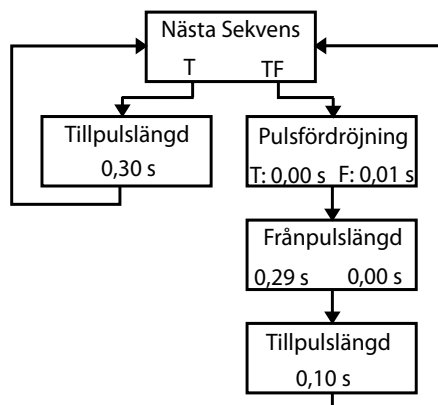 Nästa Sekvens
T TF
Tillpulslängd
0,30 s
Pulsfördröjning
T: 0,00 s F: 0,01 s
Frånpulslängd
0,29 s 0,00 s
Tillpulslängd
0,10 s